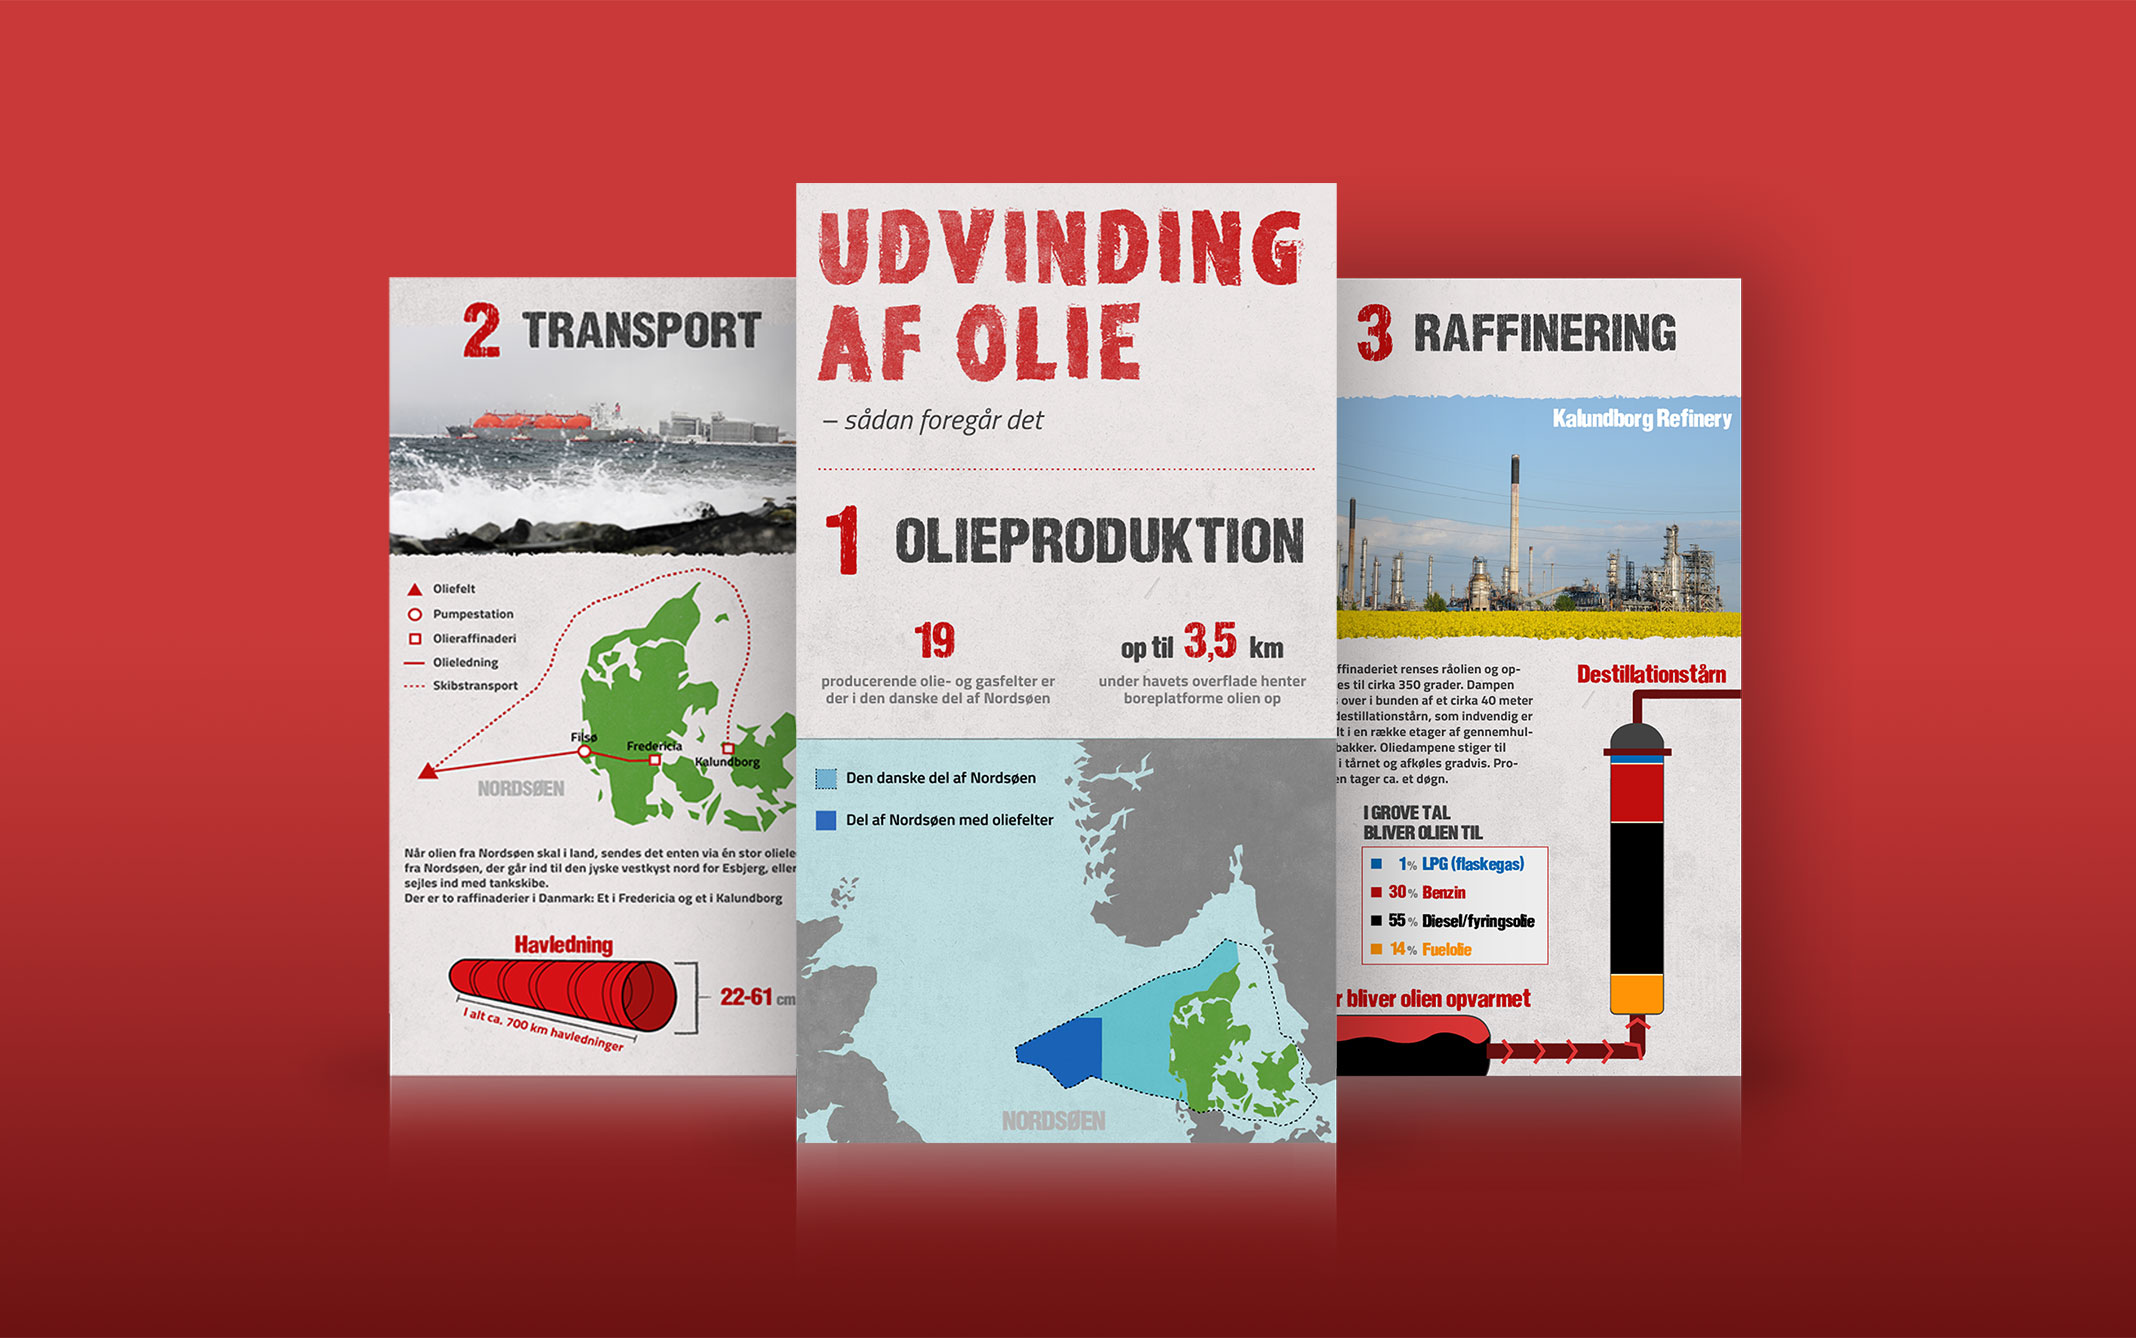 UDVINDING
AF OLIE
– sådan foregår det
1 OLIEPRODUKTION
19
producerende olie- og gasfelter er
der i den danske del af Nordsøen
op til 3,5 km
under havets overflade henter
boreplatforme olien op
Den danske del af Nordsøen
Del af Nordsøen med oliefelter
NORDSØEN
2 TRANSPORT
Oliefelt
Pumpestation
Olieraffinaderi
Olieledning
Skibstransport
Filsø
Fredericia
Kalundborg
NORDSØEN
Når olien fra Nordsøen skal i land, sendes det enten via én stor oliele
fra Nordsøen, der går ind til den jyske vestkyst nord for Esbjerg, eller
sejles ind med tankskibe.
Der er to raffinaderier i Danmark: Et i Fredericia og et i Kalundborg
Havledning
22-61 cm
I alt ca. 700 km havledninger
3 RAFFINERING
Kalundborg Refinery
ffinaderiet renses råolien og op-
es til cirka 350 grader. Dampen
over i bunden af et cirka 40 meter
destillationstårn, som indvendig er
lt i en række etager af gennemhul-
bakker. Oliedampene stiger til
i tårnet og afkøles gradvis. Pro-
en tager ca. et døgn.
Destillationstårn
I GROVE TAL
BLIVER OLIEN TIL
1% LPG (flaskegas)
30% Benzin
55% Diesel/fyringsolie
14% Fuelolie
r bliver olien opvarmet